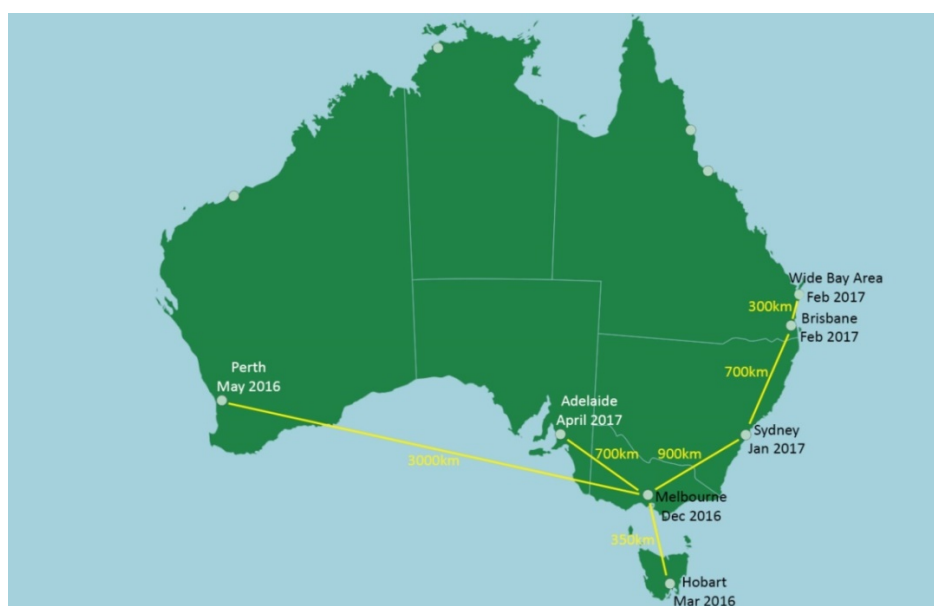 Wide Bay Area
Feb 2017
300km
Brisbane
Feb 2017
700km
Perth
May 2016
Adelaide
April 2017
Sydney
Jan 2017
700km
900km
3000km
Melbourne
Dec 2016
350km
Hobart
Mar 2016